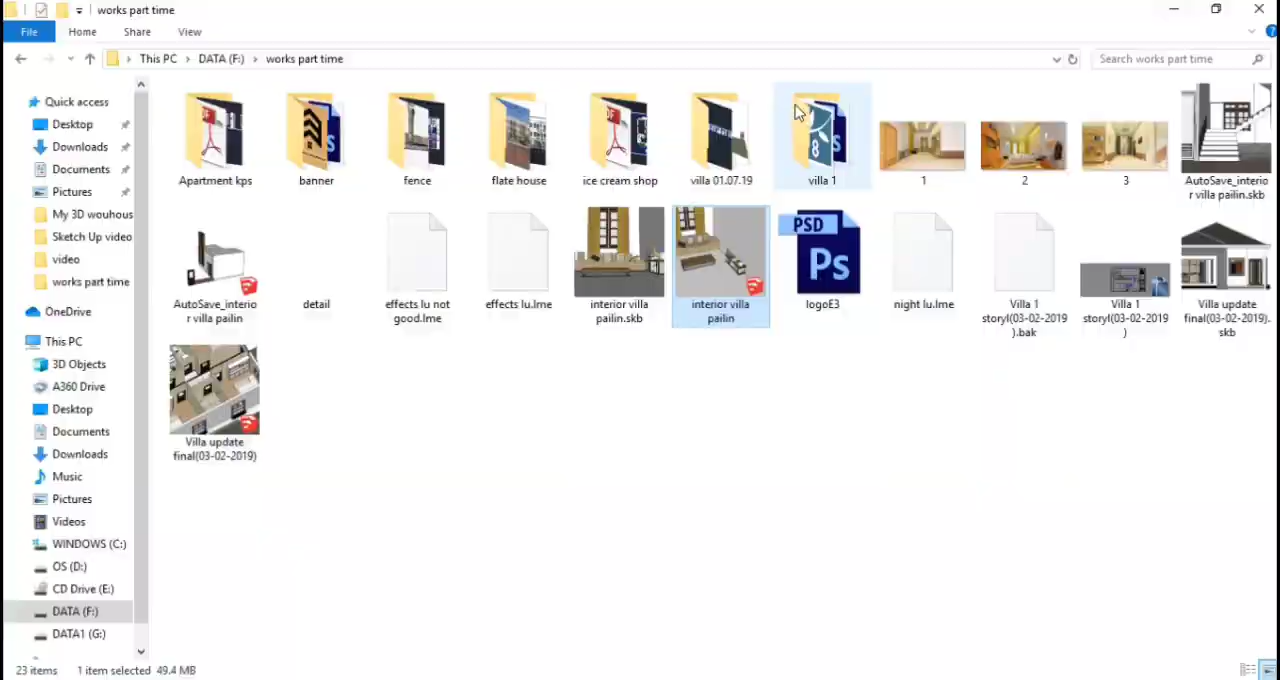 works part time
File
Home
Share
View
This PC
DATA (F:)
works part time
Search works part time
Quick access
Desktop
Downloads
Documents
Pictures
My 3D wouhous
Sketch Up video
video
works part time
OneDrive
This PC
3D Objects
A360 Drive
Desktop
Documents
Downloads
Music
Pictures
Videos
WINDOWS (C:)
OS (D:)
CD Drive (E:)
DATA (F:)
DATA1 (G:)
Apartment kps
banner
fence
flate house
ice cream shop
villa 01.07.19
villa 1
1
2
3
AutoSave_interio
r villa pailin.skb
AutoSave_interio
r villa pailin
detail
effects lu not
good.lme
effects lu.lme
interior villa
pailin.skb
interior villa
pailin
PSD
Ps
logoE3
night lu.lme
Villa 1
storyl(03-02-2019
).bak
Villa 1
storyl(03-02-2019
)
Villa update
final(03-02-2019).
skb
Villa update
final(03-02-2019)
23 items
1 item selected 49.4 MB